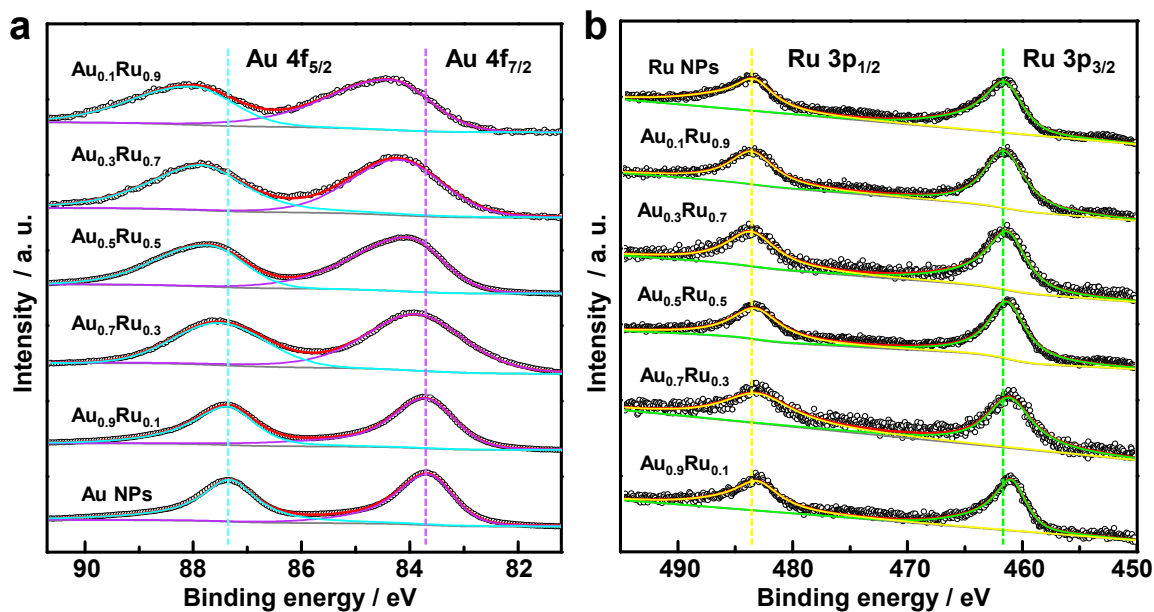 a
Au 4f5/2
Au 4f7/2
Au0.1Ru0.9
Au0.3Ru0.7
Au0.5Ru0.5
Au0.7Ru0.3
Au0.9Ru0.1
Au NPs
Intensity / a. u.
90 88 86 84 82
Binding energy / eV
b
Ru 3p1/2
Ru 3p3/2
Ru NPs
Au0.1Ru0.9
Au0.3Ru0.7
Au0.5Ru0.5
Au0.7Ru0.3
Au0.9Ru0.1
Intensity / a. u.
490 480 470 460 450
Binding energy / eV